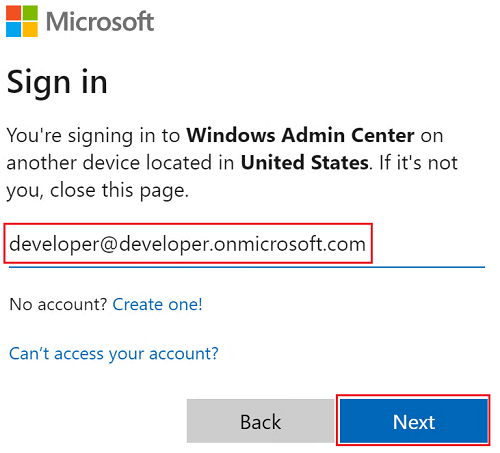 Microsoft
Sign in
You're signing in to Windows Admin Center on
another device located in United States. If it's not
you, close this page.
developer@developer.onmicrosoft.com
No account? Create one!
Can’t access your account?
Back
Next